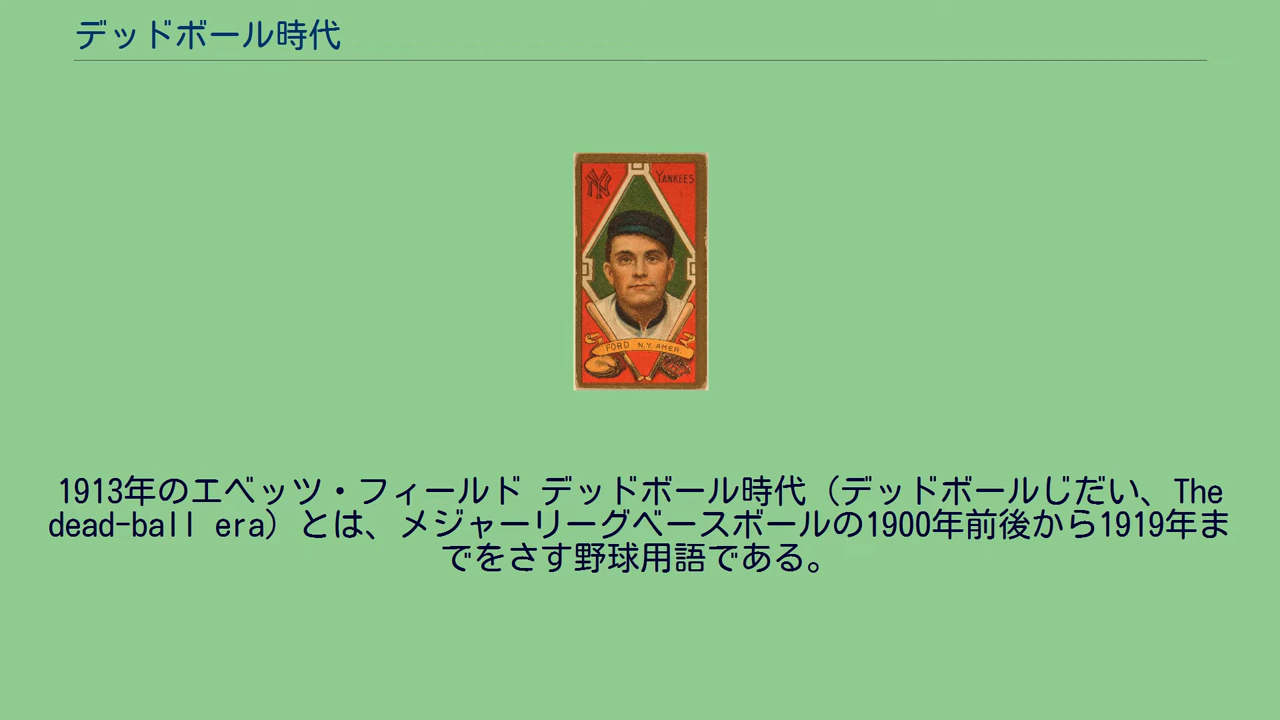 デッドボール時代
NY
YANKEES
FORD N.Y. AMER.
1913年のエベッツ・フィールド デッドボール時代（デッドボールじだい、The
dead-ball era）とは、メジャーリーグベースボールの1900年前後から1919年ま
でをさす野球用語である。